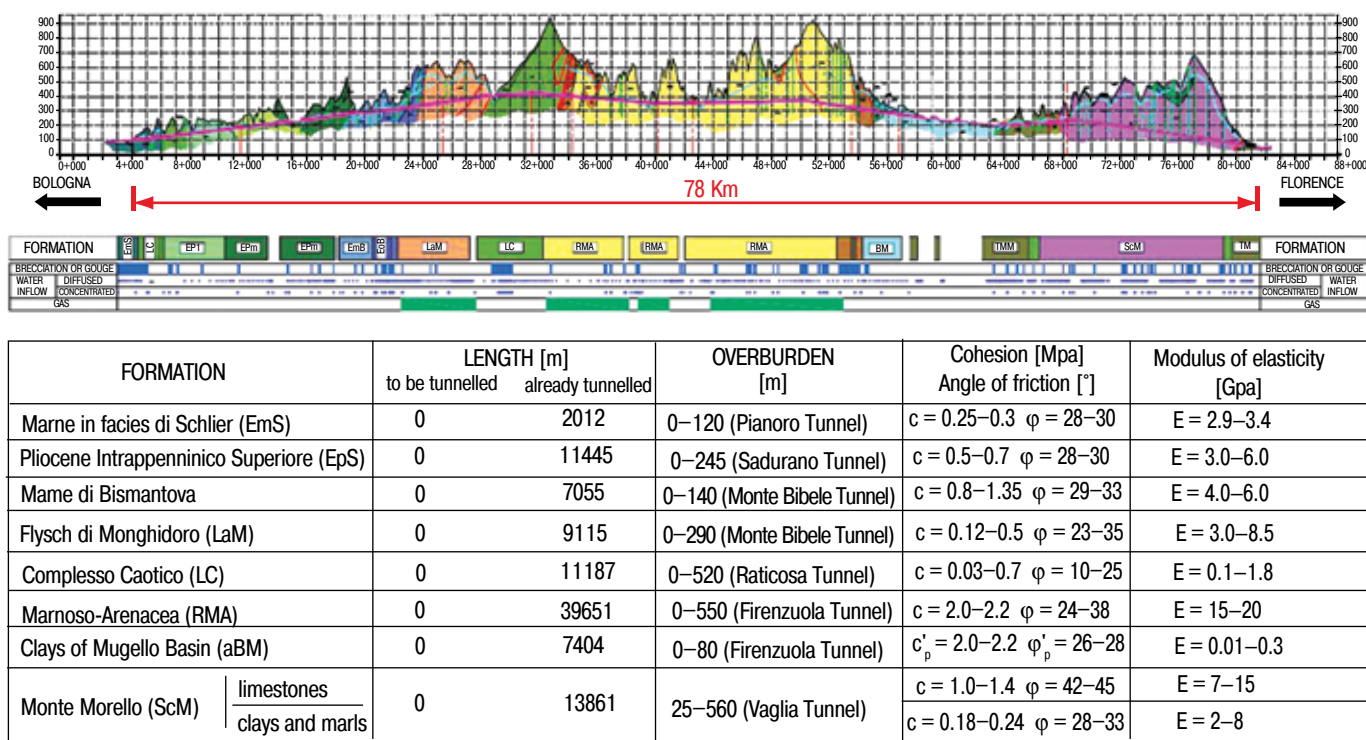 900 900
800 800
700 700
600 600
500 500
400 400
300 300
200 200
100 100
0 0
0+000 4+000 8+000 12+000 16+000 20+000 24+000 28+000 32+000 36+000 40+000 44+000 48+000 52+000 56+000 60+000 64+000 68+000 72+000 76+000 80+000 84+000 88+000
BOLOGNA 78 Km FLORENCE
FORMATION EmS LC EP1 EPm EPm EmB EoB LaM LC RMA RMA RMA BM TMM ScM TM FORMATION
BRECCIATION OR GOUGE BRECCIATION OR GOUGE
WATER INFLOW DIFFUSED DIFFUSED WATER INFLOW
CONCENTRATED CONCENTRATED
GAS GAS
FORMATION LENGTH [m] OVERBURDEN [m] Cohesion [Mpa] Modulus of elasticity
to be tunnelled already tunnelled Angle of friction [°] [Gpa]
Marne in facies di Schlier (EmS) 0 2012 0–120 (Pianoro Tunnel) c = 0.25–0.3 φ = 28–30 E = 2.9–3.4
Pliocene Intrappenninico Superiore (EpS) 0 11445 0–245 (Sadurano Tunnel) c = 0.5–0.7 φ = 28–30 E = 3.0–6.0
Mame di Bismantova 0 7055 0–140 (Monte Bibele Tunnel) c = 0.8–1.35 φ = 29–33 E = 4.0–6.0
Flysch di Monghidoro (LaM) 0 9115 0–290 (Monte Bibele Tunnel) c = 0.12–0.5 φ = 23–35 E = 3.0–8.5
Complesso Caotico (LC) 0 11187 0–520 (Raticosa Tunnel) c = 0.03–0.7 φ = 10–25 E = 0.1–1.8
Marnoso-Arenacea (RMA) 0 39651 0–550 (Firenzuola Tunnel) c = 2.0–2.2 φ = 24–38 E = 15–20
Clays of Mugello Basin (aBM) 0 7404 0–80 (Firenzuola Tunnel) c'p = 2.0–2.2 φ'p = 26–28 E = 0.01–0.3
Monte Morello (ScM) limestones 0 13861 25–560 (Vaglia Tunnel) c = 1.0–1.4 φ = 42–45 E = 7–15
clays and marls c = 0.18–0.24 φ = 28–33 E = 2–8